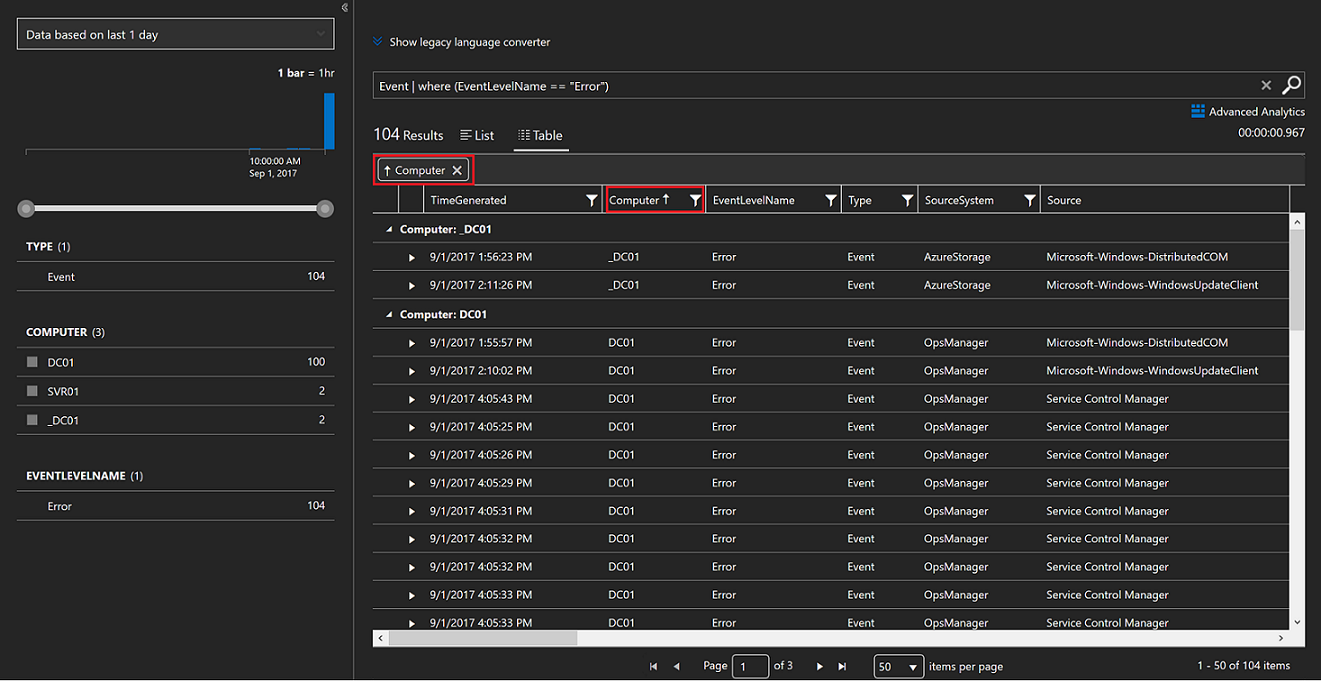 Data based on last 1 day
1 bar = 1hr
10:00:00 AM
Sep 1, 2017
TYPE (1)
Event 104
COMPUTER (3)
DC01 100
SVR01 2
_DC01 2
EVENTLEVELNAME (1)
Error 104
Show legacy language converter
Event | where (EventLevelName == "Error")
Advanced Analytics
104 Results List Table
00:00:00.967
Computer
TimeGenerated Computer EventLevelName Type SourceSystem Source
Computer: _DC01
9/1/2017 1:56:23 PM _DC01 Error Event AzureStorage Microsoft-Windows-DistributedCOM
9/1/2017 2:11:26 PM _DC01 Error Event AzureStorage Microsoft-Windows-WindowsUpdateClient
Computer: DC01
9/1/2017 1:55:57 PM DC01 Error Event OpsManager Microsoft-Windows-DistributedCOM
9/1/2017 2:10:02 PM DC01 Error Event OpsManager Microsoft-Windows-WindowsUpdateClient
9/1/2017 4:05:43 PM DC01 Error Event OpsManager Service Control Manager
9/1/2017 4:05:25 PM DC01 Error Event OpsManager Service Control Manager
9/1/2017 4:05:26 PM DC01 Error Event OpsManager Service Control Manager
9/1/2017 4:05:29 PM DC01 Error Event OpsManager Service Control Manager
9/1/2017 4:05:31 PM DC01 Error Event OpsManager Service Control Manager
9/1/2017 4:05:32 PM DC01 Error Event OpsManager Service Control Manager
9/1/2017 4:05:32 PM DC01 Error Event OpsManager Service Control Manager
9/1/2017 4:05:33 PM DC01 Error Event OpsManager Service Control Manager
9/1/2017 4:05:33 PM DC01 Error Event OpsManager Service Control Manager
Page 1 of 3 50 items per page 1 - 50 of 104 items